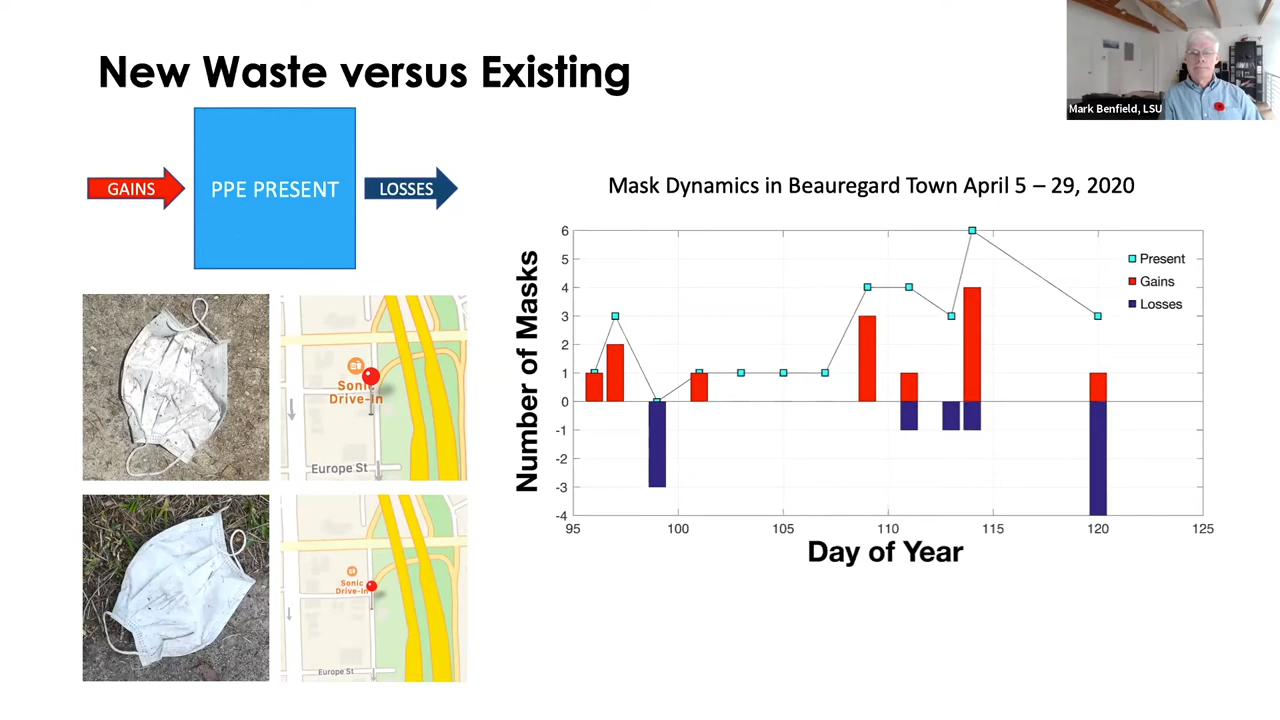 New Waste versus Existing
Mark Benfield, LSU
GAINS
PPE PRESENT
LOSSES
Sonic
Drive-In
Europe St
Sonic
Drive-In
Europe St
Mask Dynamics in Beauregard Town April 5 – 29, 2020
Number of Masks
6
5
4
3
2
1
0
-1
-2
-3
-4
Present
Gains
Losses
95
100
105
110
115
120
125
Day of Year